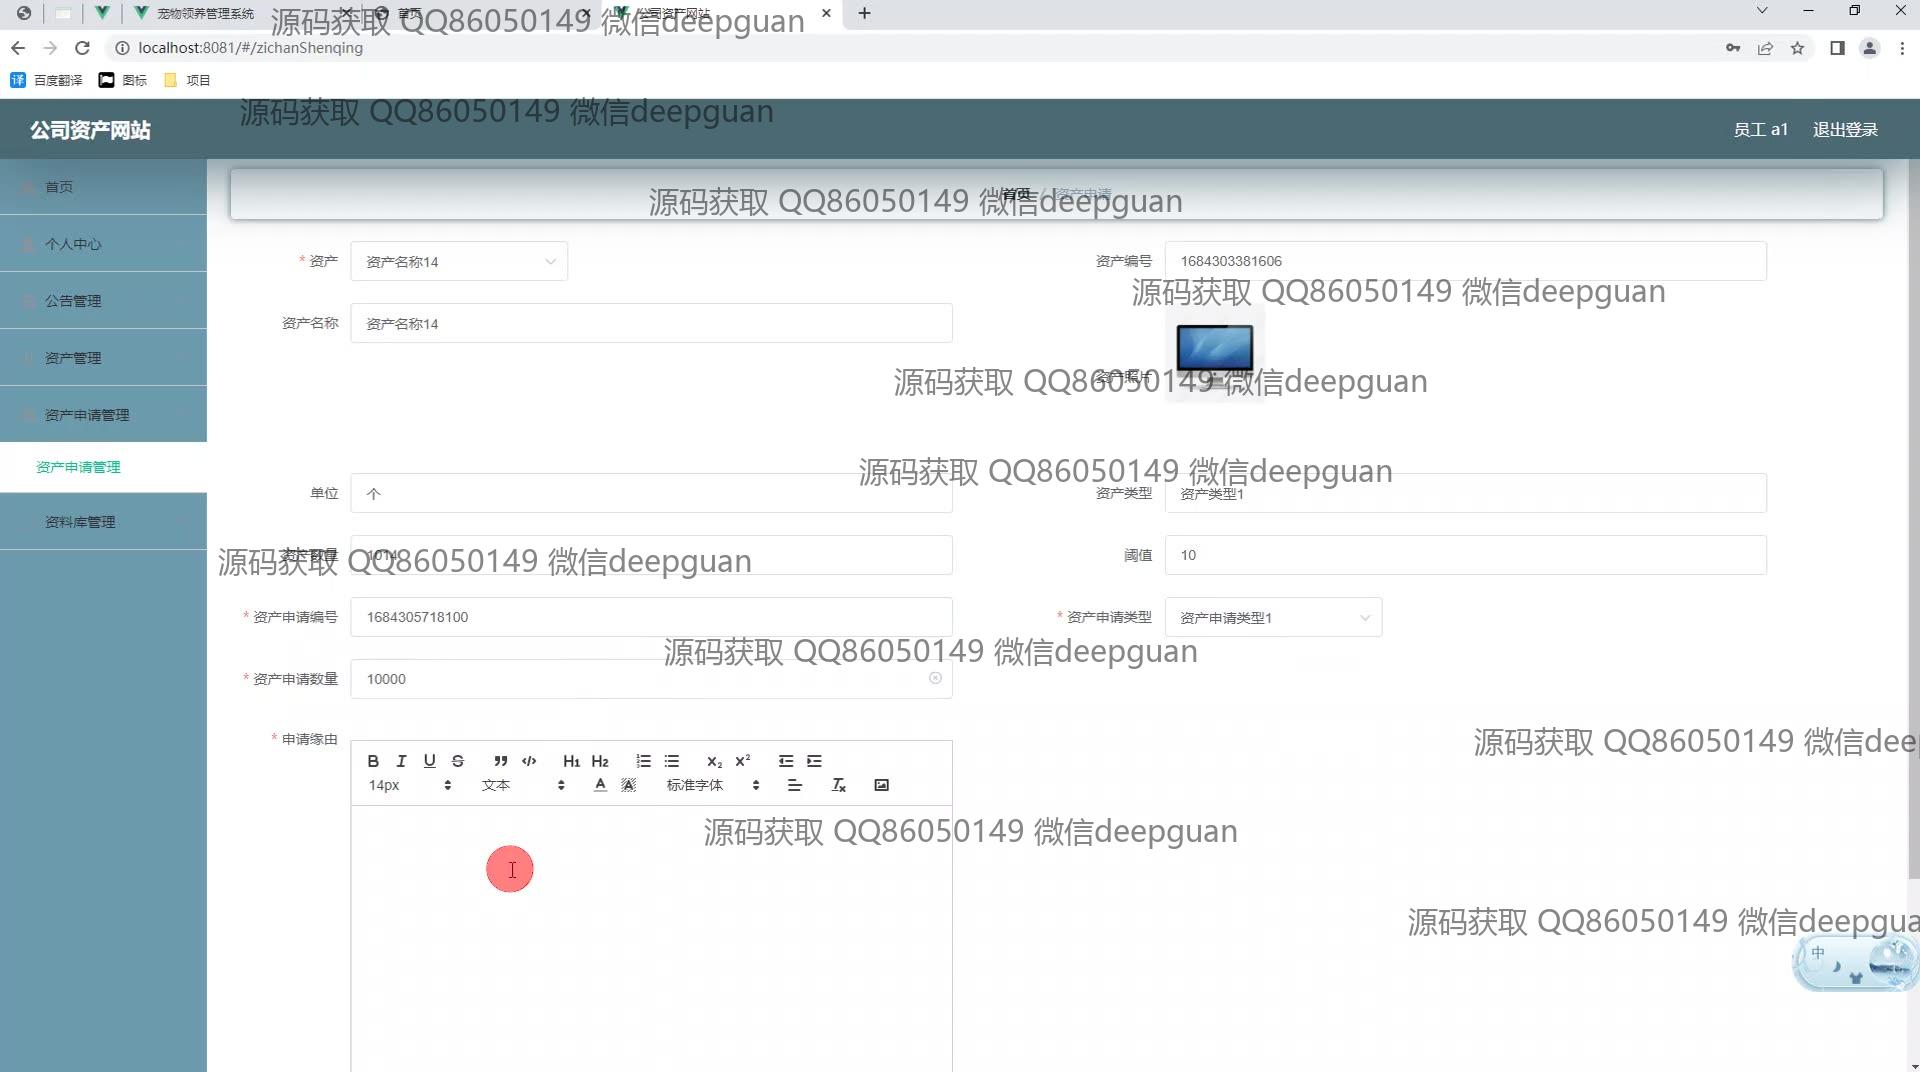 宠物领养管理系统
首页
公司资产网站
源码获取 QQ86050149 微信deepguan
localhost:8081/#/zichanShenqing
百度翻译
图标
项目
源码获取 QQ86050149 微信deepguan
公司资产网站
员工 a1
退出登录
首页
个人中心
公告管理
资产管理
资产申请管理
资产申请管理
资料库管理
首页 / 资产申请
源码获取 QQ86050149 微信deepguan
* 资产 资产名称14
资产编号 1684303381606
源码获取 QQ86050149 微信deepguan
资产名称 资产名称14
资产照片
源码获取 QQ86050149 微信deepguan
源码获取 QQ86050149 微信deepguan
单位 个
资产类型 资产类型1
资产数量 1014
源码获取 QQ86050149 微信deepguan
阈值 10
* 资产申请编号 1684305718100
* 资产申请类型 资产申请类型1
源码获取 QQ86050149 微信deepguan
* 资产申请数量 10000
* 申请缘由
B I U S H1 H2 X2 X2
14px 文本 A A 标准字体 Tx
源码获取 QQ86050149 微信dee
源码获取 QQ86050149 微信deepguan
源码获取 QQ86050149 微信deepgua
中